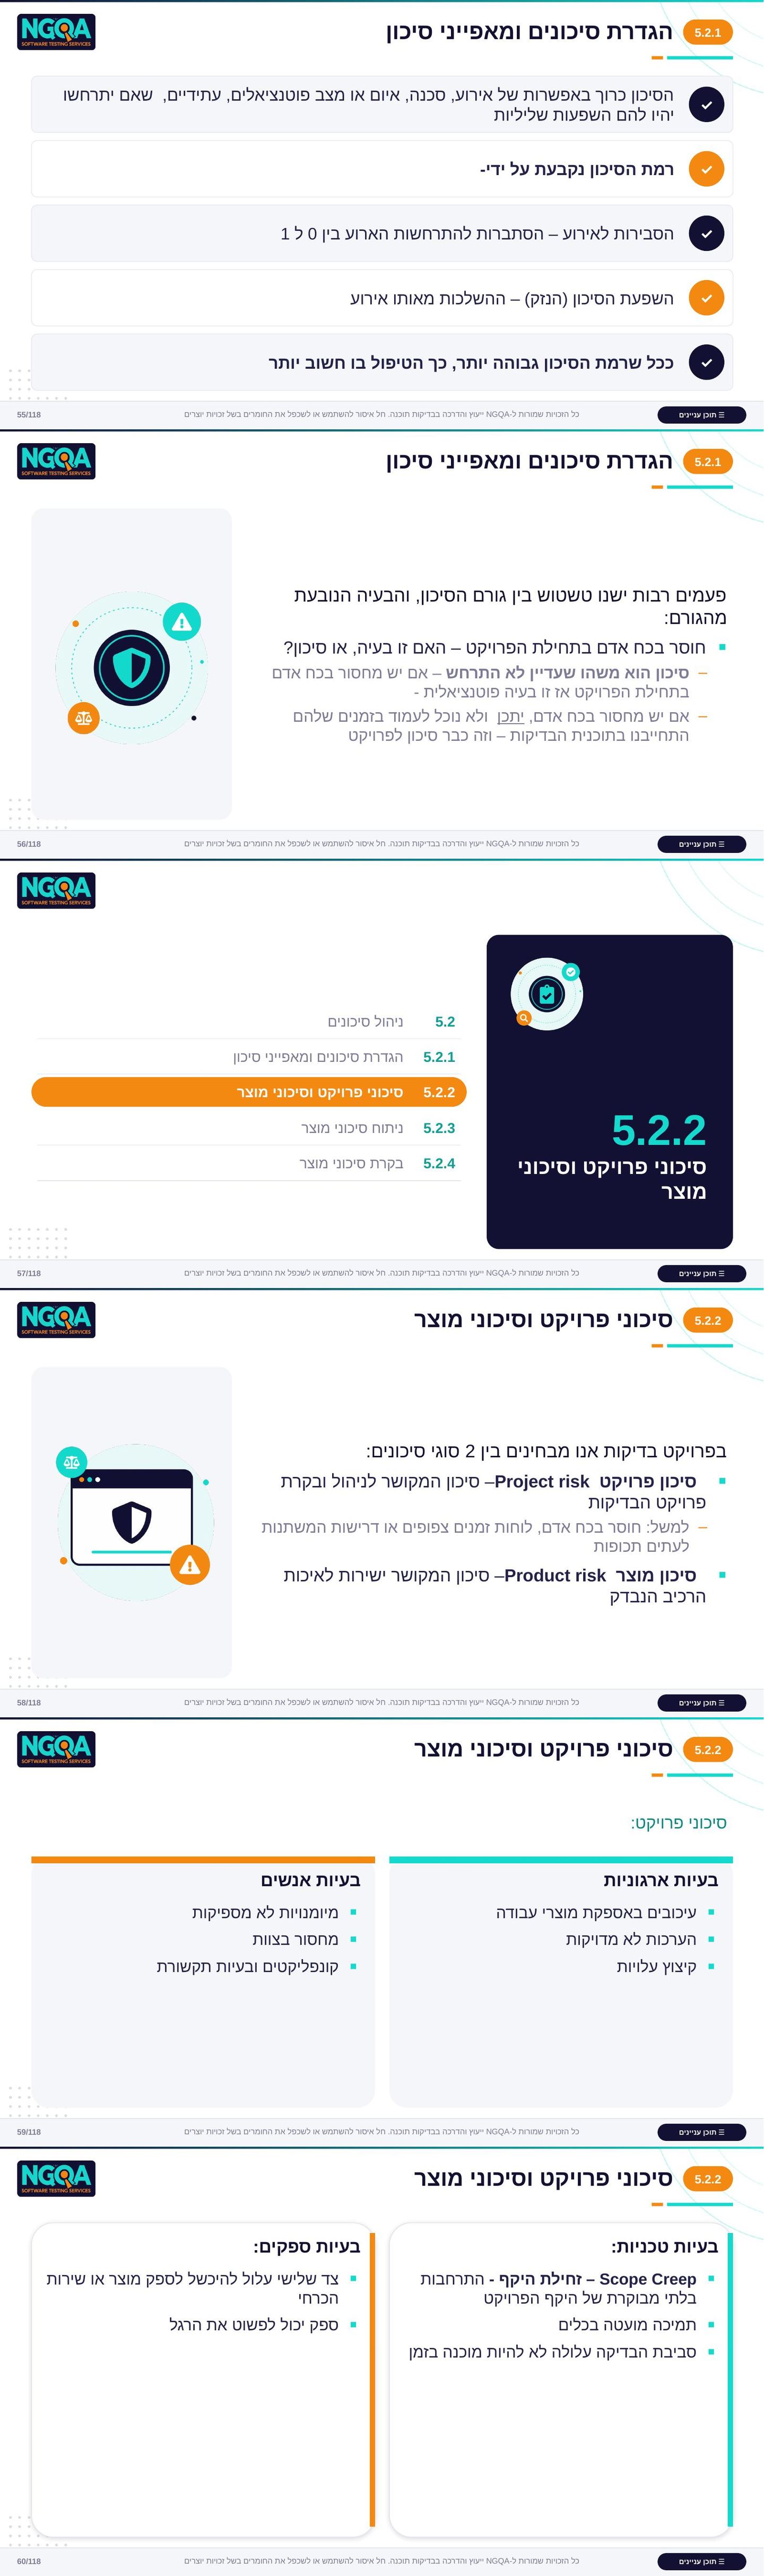 5.2.1 הגדרת סיכונים ומאפייני סיכון
NGQA
SOFTWARE TESTING SERVICES
הסיכון כרוך באפשרות של אירוע, סכנה, איום או מצב פוטנציאלים, עתידיים, שאם יתרחשו
יהיו להם השפעות שליליות
רמת הסיכון נקבעת על ידי-
הסבירות לאירוע – הסתברות להתרחשות הארוע בין 0 ל 1
השפעת הסיכון (הנזק) – ההשלכות מאותו אירוע
ככל שרמת הסיכון גבוהה יותר, כך הטיפול בו חשוב יותר
☰ תוכן עניינים
כל הזכויות שמורות ל-NGQA ייעוץ והדרכה בבדיקות תוכנה. חל איסור להשתמש או לשכפל את החומרים בשל זכויות יוצרים
55/118
5.2.1 הגדרת סיכונים ומאפייני סיכון
NGQA
SOFTWARE TESTING SERVICES
פעמים רבות ישנו טשטוש בין גורם הסיכון, והבעיה הנובעת
מהגורם:
חוסר בכח אדם בתחילת הפרויקט – האם זו בעיה, או סיכון?
– סיכון הוא משהו שעדיין לא התרחש – אם יש מחסור בכח אדם
בתחילת הפרויקט אז זו בעיה פוטנציאלית -
– אם יש מחסור בכח אדם, יתכן ולא נוכל לעמוד בזמנים שלהם
התחייבנו בתוכנית הבדיקות – וזה כבר סיכון לפרויקט
☰ תוכן עניינים
כל הזכויות שמורות ל-NGQA ייעוץ והדרכה בבדיקות תוכנה. חל איסור להשתמש או לשכפל את החומרים בשל זכויות יוצרים
56/118
NGQA
SOFTWARE TESTING SERVICES
5.2.2
סיכוני פרויקט וסיכוני
מוצר
5.2 ניהול סיכונים
5.2.1 הגדרת סיכונים ומאפייני סיכון
5.2.2 סיכוני פרויקט וסיכוני מוצר
5.2.3 ניתוח סיכוני מוצר
5.2.4 בקרת סיכוני מוצר
☰ תוכן עניינים
כל הזכויות שמורות ל-NGQA ייעוץ והדרכה בבדיקות תוכנה. חל איסור להשתמש או לשכפל את החומרים בשל זכויות יוצרים
57/118
5.2.2 סיכוני פרויקט וסיכוני מוצר
NGQA
SOFTWARE TESTING SERVICES
בפרויקט בדיקות אנו מבחינים בין 2 סוגי סיכונים:
סיכון פרויקט Project risk– סיכון המקושר לניהול ובקרת
פרויקט הבדיקות
– למשל: חוסר בכח אדם, לוחות זמנים צפופים או דרישות המשתנות
לעתים תכופות
סיכון מוצר Product risk– סיכון המקושר ישירות לאיכות
הרכיב הנבדק
☰ תוכן עניינים
כל הזכויות שמורות ל-NGQA ייעוץ והדרכה בבדיקות תוכנה. חל איסור להשתמש או לשכפל את החומרים בשל זכויות יוצרים
58/118
5.2.2 סיכוני פרויקט וסיכוני מוצר
NGQA
SOFTWARE TESTING SERVICES
סיכוני פרויקט:
בעיות ארגוניות
עיכובים באספקת מוצרי עבודה
הערכות לא מדויקות
קיצוץ עלויות
בעיות אנשים
מיומנויות לא מספיקות
מחסור בצוות
קונפליקטים ובעיות תקשורת
☰ תוכן עניינים
כל הזכויות שמורות ל-NGQA ייעוץ והדרכה בבדיקות תוכנה. חל איסור להשתמש או לשכפל את החומרים בשל זכויות יוצרים
59/118
5.2.2 סיכוני פרויקט וסיכוני מוצר
NGQA
SOFTWARE TESTING SERVICES
בעיות טכניות:
Scope Creep – זחילת היקף - התרחבות
בלתי מבוקרת של היקף הפרויקט
תמיכה מועטה בכלים
סביבת הבדיקה עלולה לא להיות מוכנה בזמן
בעיות ספקים:
צד שלישי עלול להיכשל לספק מוצר או שירות
הכרחי
ספק יכול לפשוט את הרגל
☰ תוכן עניינים
כל הזכויות שמורות ל-NGQA ייעוץ והדרכה בבדיקות תוכנה. חל איסור להשתמש או לשכפל את החומרים בשל זכויות יוצרים
60/118